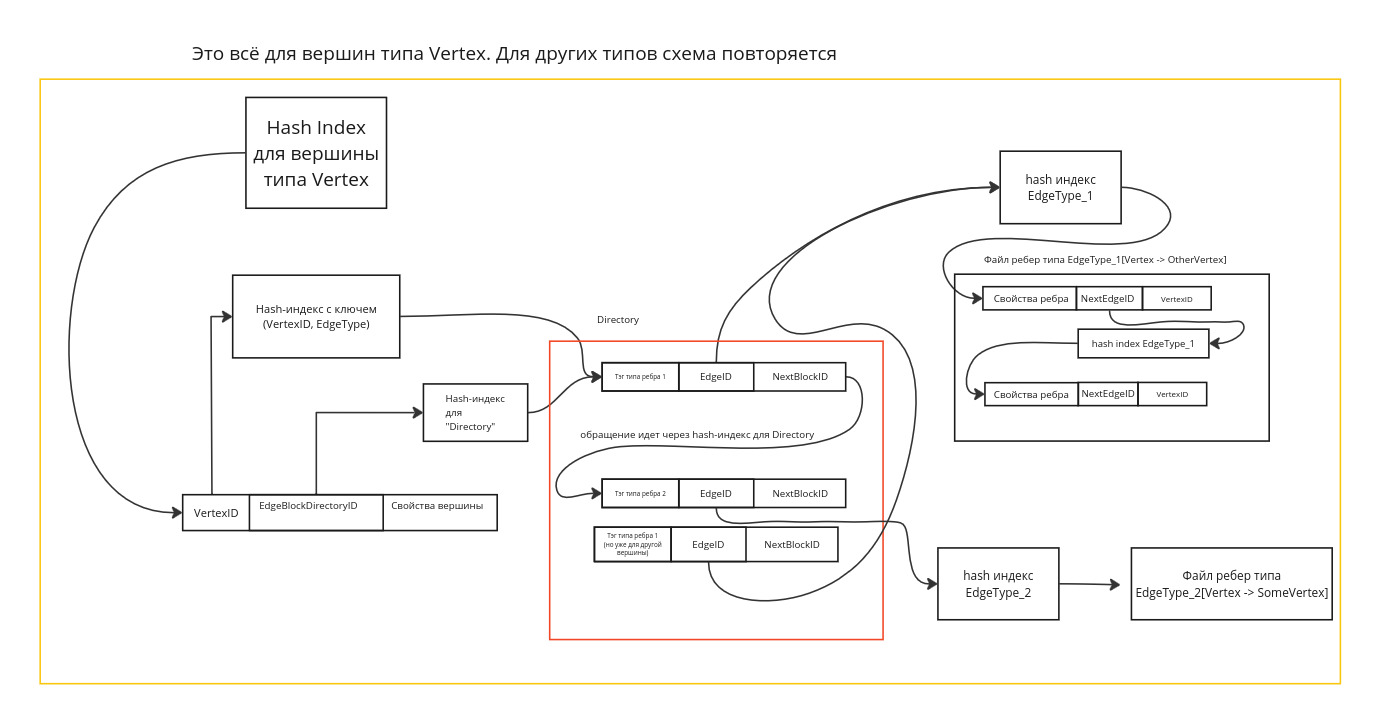 Это всё для вершин типа Vertex. Для других типов схема повторяется
Hash Index
для вершины
типа Vertex
hash индекс
EdgeType_1
Файл ребер типа EdgeType_1[Vertex -> OtherVertex]
Свойства ребра
NextEdgeID
VertexID
hash index EdgeType_1
Свойства ребра
NextEdgeID
VertexID
Hash-индекс с ключем
(VertexID, EdgeType)
Directory
Тэг типа ребра 1
EdgeID
NextBlockID
Hash-индекс
для
"Directory"
обращение идет через hash-индекс для Directory
VertexID
EdgeBlockDirectoryID
Свойства вершины
Тэг типа ребра 2
EdgeID
NextBlockID
Тэг типа ребра 1
(но уже для другой
вершины)
EdgeID
NextBlockID
hash индекс
EdgeType_2
Файл ребер типа
EdgeType_2[Vertex -> SomeVertex]